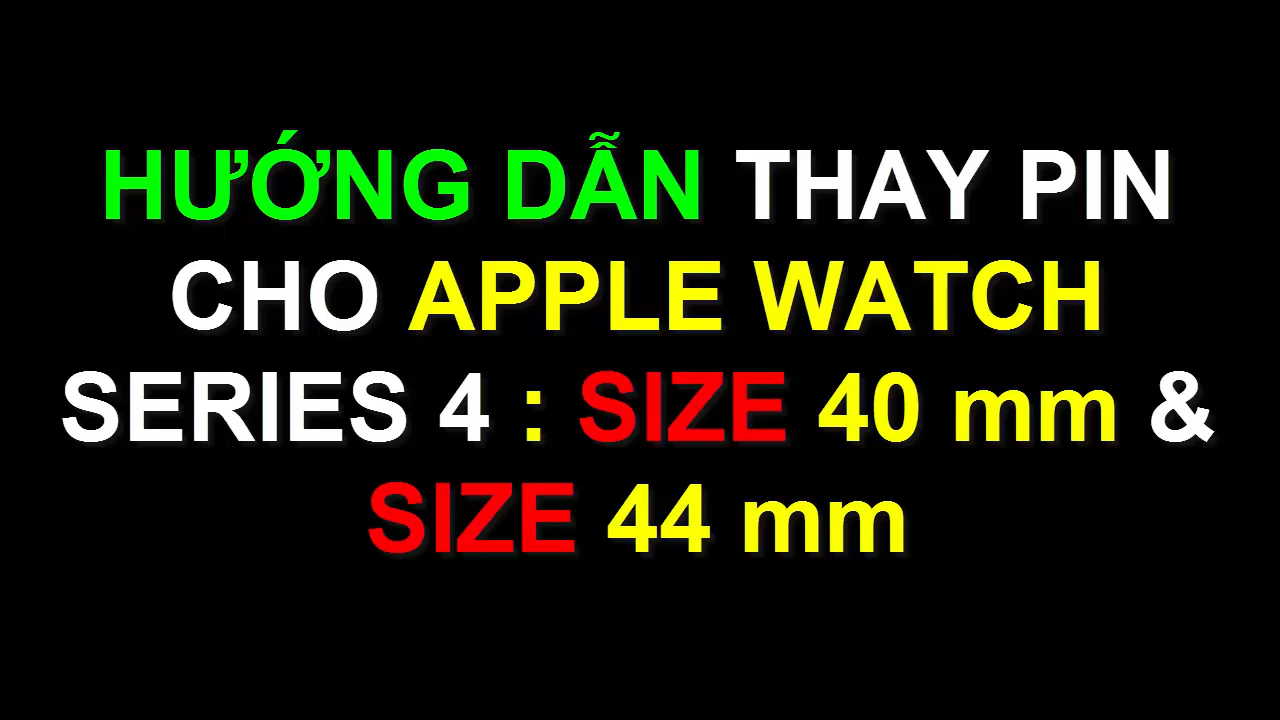 HƯỚNG DẪN THAY PIN
CHO APPLE WATCH
SERIES 4 : SIZE 40 mm &
SIZE 44 mm